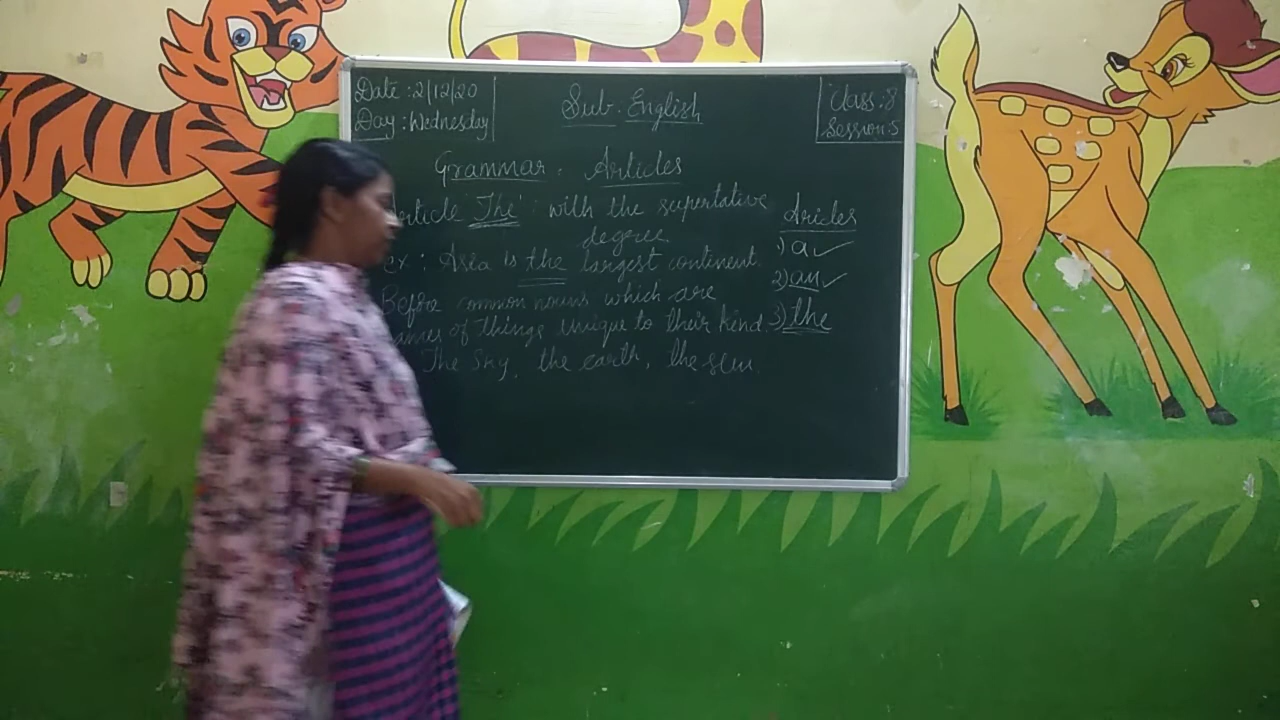 Date : 2/12/20
Day : Wednesday
Sub. English
Class : 8
Session : 5
Grammar : Articles
Article 'The' : with the superlative
degree
Ex : Asia is the largest continent.
Before common nouns which are
names of things unique to their kind.
The Sky, the earth, the sun.
Aricles
1) a ✓
2) an ✓
3) the